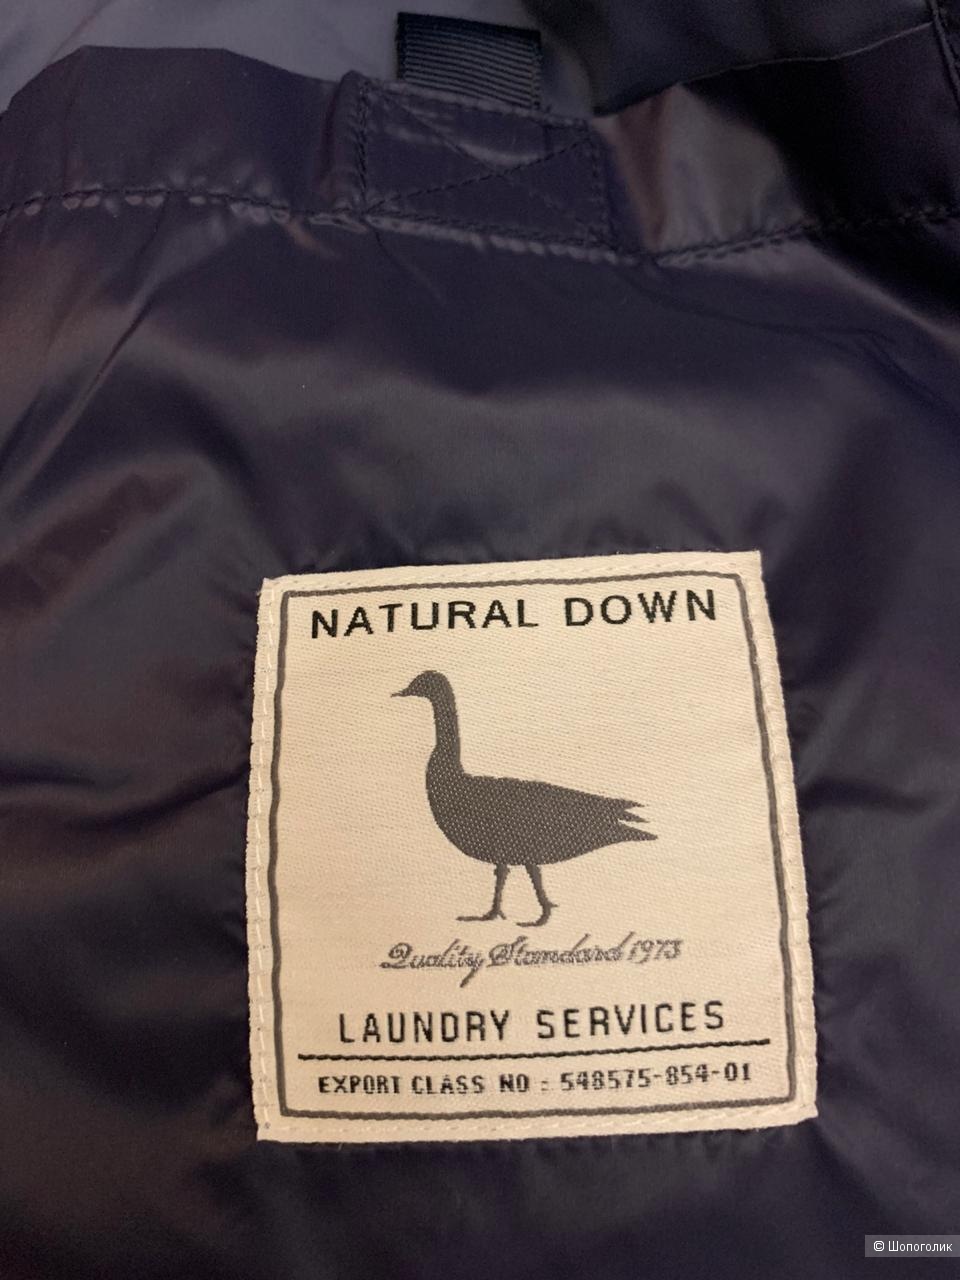 NATURAL DOWN
Quality Standard 1973
LAUNDRY SERVICES
EXPORT CLASS NO : 548575-854-01
© Шопоголик